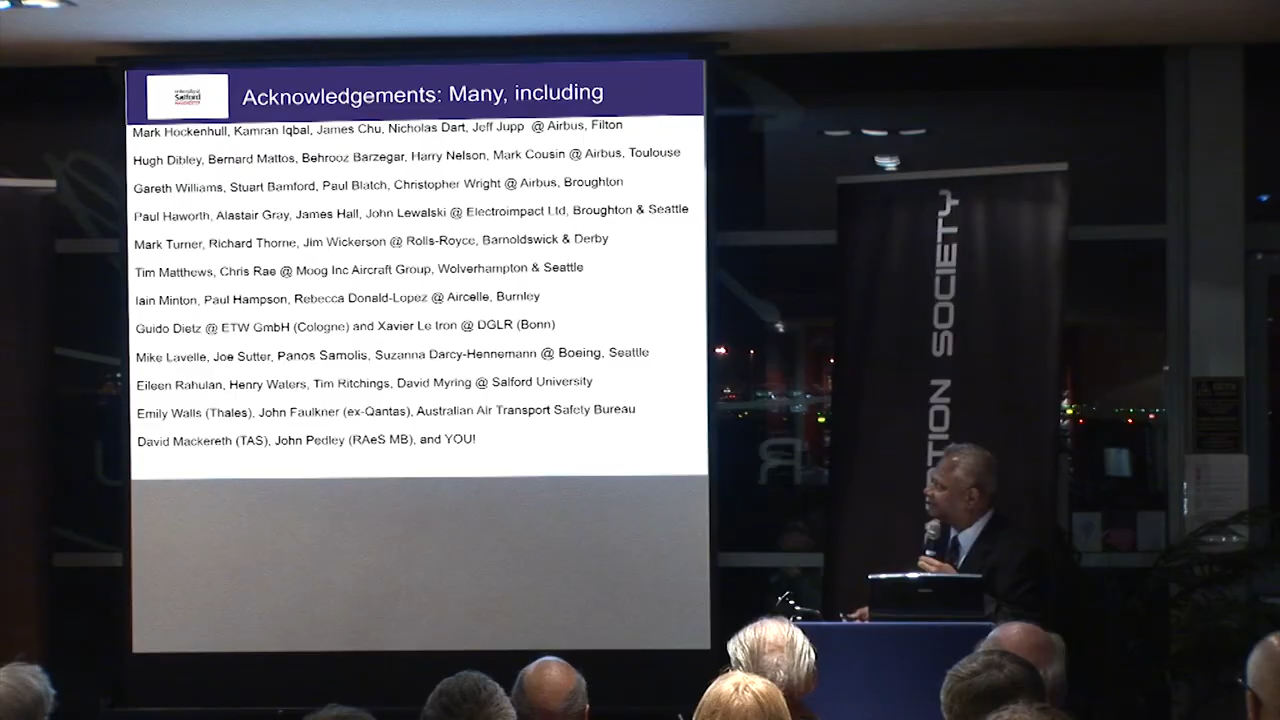 Salford
Acknowledgements: Many, including
Mark Hockenhull, Kamran Iqbal, James Chu, Nicholas Dart, Jeff Jupp @ Airbus, Filton
Hugh Dibley, Bernard Mattos, Behrooz Barzegar, Harry Nelson, Mark Cousin @ Airbus, Toulouse
Gareth Williams, Stuart Bamford, Paul Blatch, Christopher Wright @ Airbus, Broughton
Paul Haworth, Alastair Gray, James Hall, John Lewalski @ Electroimpact Ltd, Broughton & Seattle
Mark Turner, Richard Thorne, Jim Wickerson @ Rolls-Royce, Barnoldswick & Derby
Tim Matthews, Chris Rae @ Moog Inc Aircraft Group, Wolverhampton & Seattle
Iain Minton, Paul Hampson, Rebecca Donald-Lopez @ Aircelle, Burnley
Guido Dietz @ ETW GmbH (Cologne) and Xavier Le tron @ DGLR (Bonn)
Mike Lavelle, Joe Sutter, Panos Samolis, Suzanna Darcy-Hennemann @ Boeing, Seattle
Eileen Rahulan, Henry Waters, Tim Ritchings, David Myring @ Salford University
Emily Walls (Thales), John Faulkner (ex-Qantas), Australian Air Transport Safety Bureau
David Mackereth (TAS), John Pedley (RAeS MB), and YOU!
TION SOCIETY